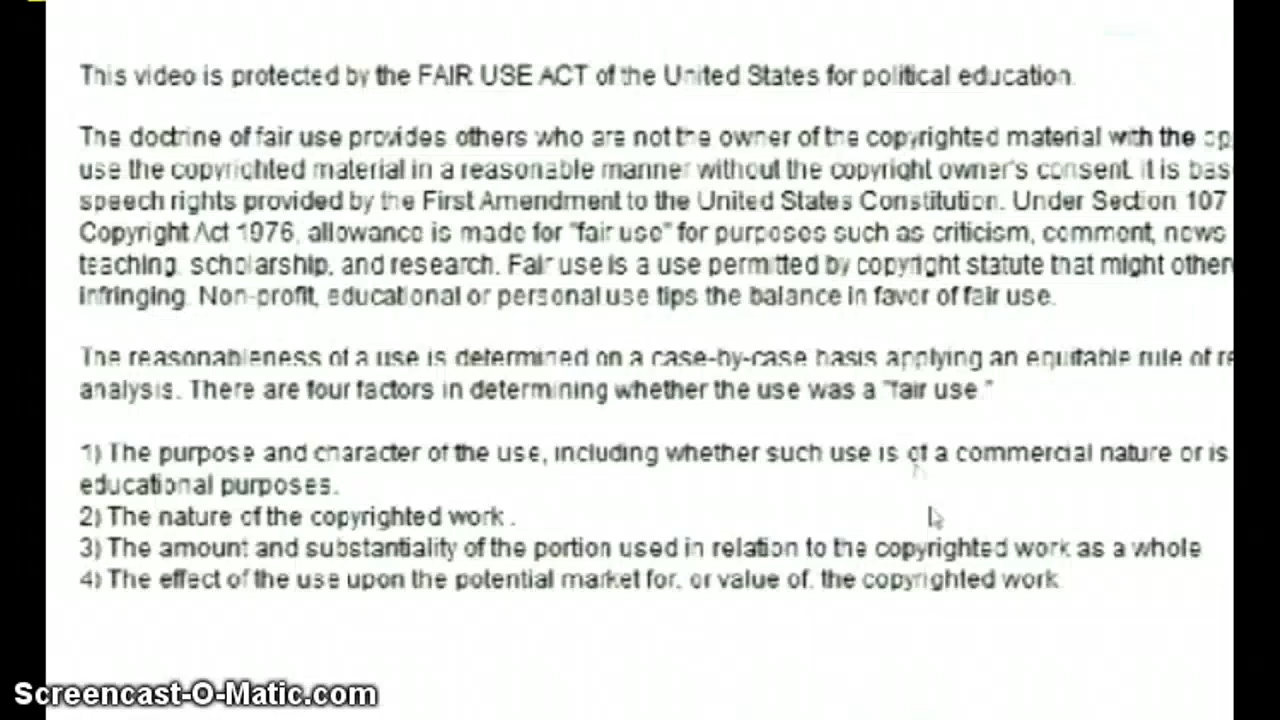 This video is protected by the FAIR USE ACT of the United States for political education.
The doctrine of fair use provides others who are not the owner of the copyrighted material with the op
use the copyrighted material in a reasonable manner without the copyright owner's consent. It is bas
speech rights provided by the First Amendment to the United States Constitution. Under Section 107
Copyright Act 1976, allowance is made for "fair use" for purposes such as criticism, comment, news
teaching, scholarship, and research. Fair use is a use permitted by copyright statute that might other
infringing. Non-profit, educational or personal use tips the balance in favor of fair use.
The reasonableness of a use is determined on a case-by-case basis applying an equitable rule of re
analysis. There are four factors in determining whether the use was a "fair use."
1) The purpose and character of the use, including whether such use is of a commercial nature or is
educational purposes.
2) The nature of the copyrighted work .
3) The amount and substantiality of the portion used in relation to the copyrighted work as a whole
4) The effect of the use upon the potential market for, or value of, the copyrighted work
Screencast-O-Matic.com